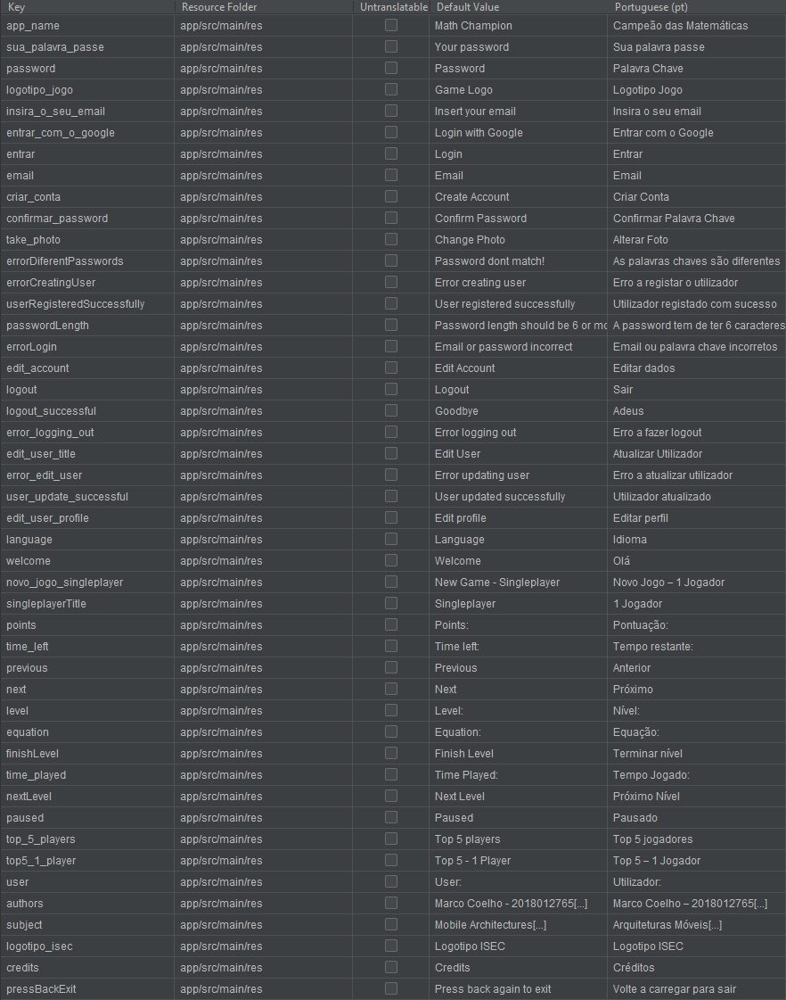 Key Resource Folder Untranslatable Default Value Portuguese (pt)
app_name app/src/main/res Math Champion Campeão das Matemáticas
sua_palavra_passe app/src/main/res Your password Sua palavra passe
password app/src/main/res Password Palavra Chave
logotipo_jogo app/src/main/res Game Logo Logotipo Jogo
insira_o_seu_email app/src/main/res Insert your email Insira o seu email
entrar_com_o_google app/src/main/res Login with Google Entrar com o Google
entrar app/src/main/res Login Entrar
email app/src/main/res Email Email
criar_conta app/src/main/res Create Account Criar Conta
confirmar_password app/src/main/res Confirm Password Confirmar Palavra Chave
take_photo app/src/main/res Change Photo Alterar Foto
errorDiferentPasswords app/src/main/res Password dont match! As palavras chaves são diferentes
errorCreatingUser app/src/main/res Error creating user Erro a registar o utilizador
userRegisteredSuccessfully app/src/main/res User registered successfully Utilizador registado com sucesso
passwordLength app/src/main/res Password length should be 6 or mo A password tem de ter 6 caracteres
errorLogin app/src/main/res Email or password incorrect Email ou palavra chave incorretos
edit_account app/src/main/res Edit Account Editar dados
logout app/src/main/res Logout Sair
logout_successful app/src/main/res Goodbye Adeus
error_logging_out app/src/main/res Error logging out Erro a fazer logout
edit_user_title app/src/main/res Edit User Atualizar Utilizador
error_edit_user app/src/main/res Error updating user Erro a atualizar utilizador
user_update_successful app/src/main/res User updated successfully Utilizador atualizado
edit_user_profile app/src/main/res Edit profile Editar perfil
language app/src/main/res Language Idioma
welcome app/src/main/res Welcome Olá
novo_jogo_singleplayer app/src/main/res New Game - Singleplayer Novo Jogo – 1 Jogador
singleplayerTitle app/src/main/res Singleplayer 1 Jogador
points app/src/main/res Points: Pontuação:
time_left app/src/main/res Time left: Tempo restante:
previous app/src/main/res Previous Anterior
next app/src/main/res Next Próximo
level app/src/main/res Level: Nível:
equation app/src/main/res Equation: Equação:
finishLevel app/src/main/res Finish Level Terminar nível
time_played app/src/main/res Time Played: Tempo Jogado:
nextLevel app/src/main/res Next Level Próximo Nível
paused app/src/main/res Paused Pausado
top_5_players app/src/main/res Top 5 players Top 5 jogadores
top5_1_player app/src/main/res Top 5 - 1 Player Top 5 – 1 Jogador
user app/src/main/res User: Utilizador:
authors app/src/main/res Marco Coelho - 2018012765[...] Marco Coelho – 2018012765[...]
subject app/src/main/res Mobile Architectures[...] Arquiteturas Móveis[...]
logotipo_isec app/src/main/res Logotipo ISEC Logotipo ISEC
credits app/src/main/res Credits Créditos
pressBackExit app/src/main/res Press back again to exit Volte a carregar para sair